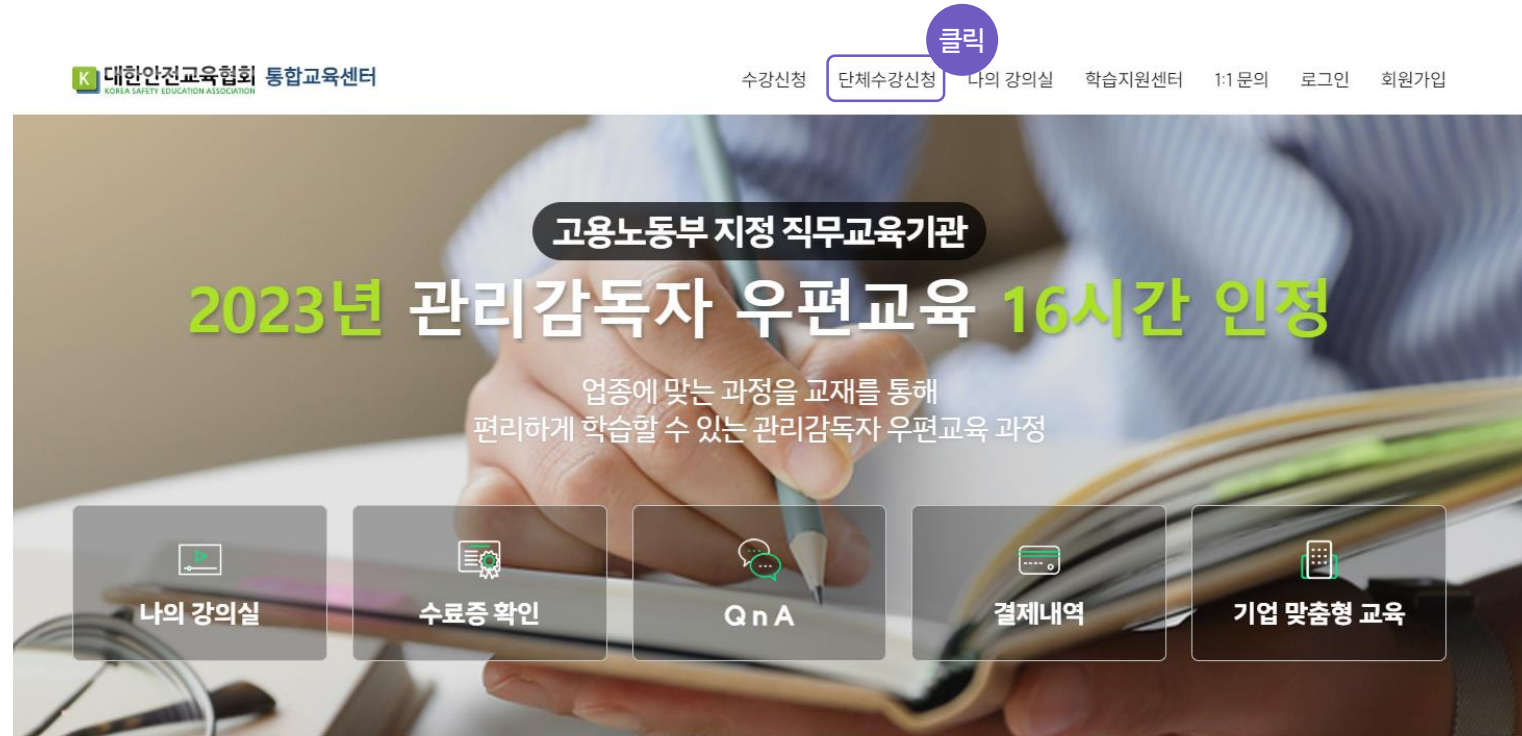 클릭
K 대한안전교육협회 통합교육센터
KOREA SAFETY EDUCATION ASSOCIATION
수강신청 단체수강신청 나의 강의실 학습지원센터 1:1 문의 로그인 회원가입
고용노동부 지정 직무교육기관
2023년 관리감독자 우편교육 16시간 인정
업종에 맞는 과정을 교재를 통해
편리하게 학습할 수 있는 관리감독자 우편교육 과정
나의 강의실 수료증 확인 QnA 결제내역 기업 맞춤형 교육